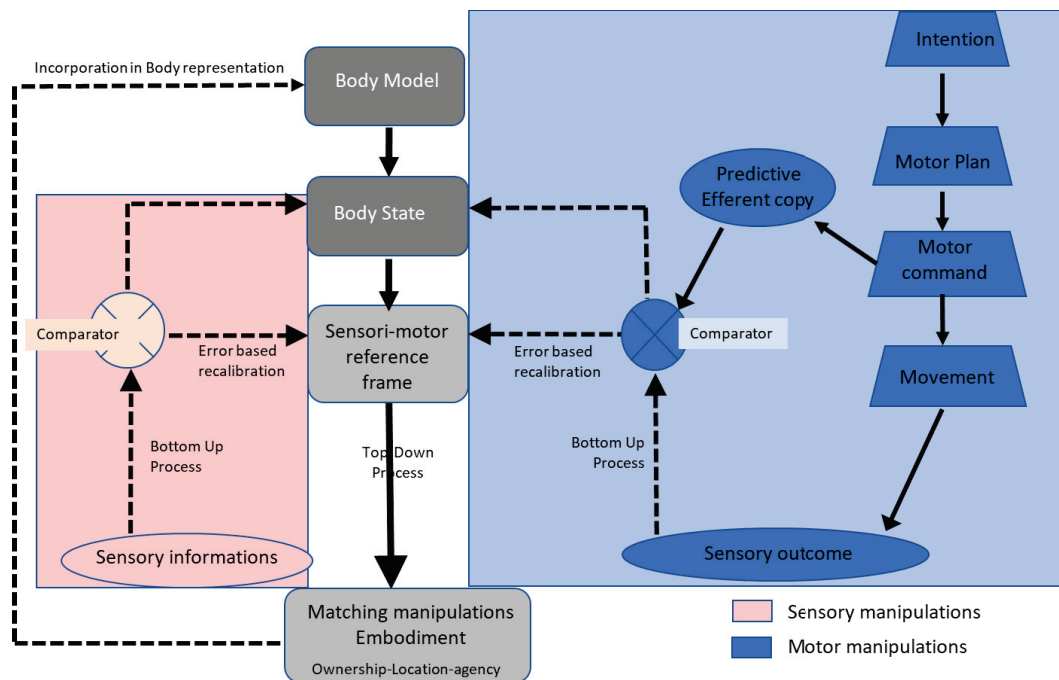 Intention
Incorporation in Body representation
Body Model
Motor Plan
Predictive
Efferent copy
Body State
Motor
command
Comparator
Sensori-motor
reference
frame
Comparator
Error based
recalibration
Error based
recalibration
Movement
Bottom Up
Process
Top Down
Process
Bottom Up
Process
Sensory informations
Sensory outcome
Matching manipulations
Embodiment
Ownership-Location-agency
Sensory manipulations
Motor manipulations